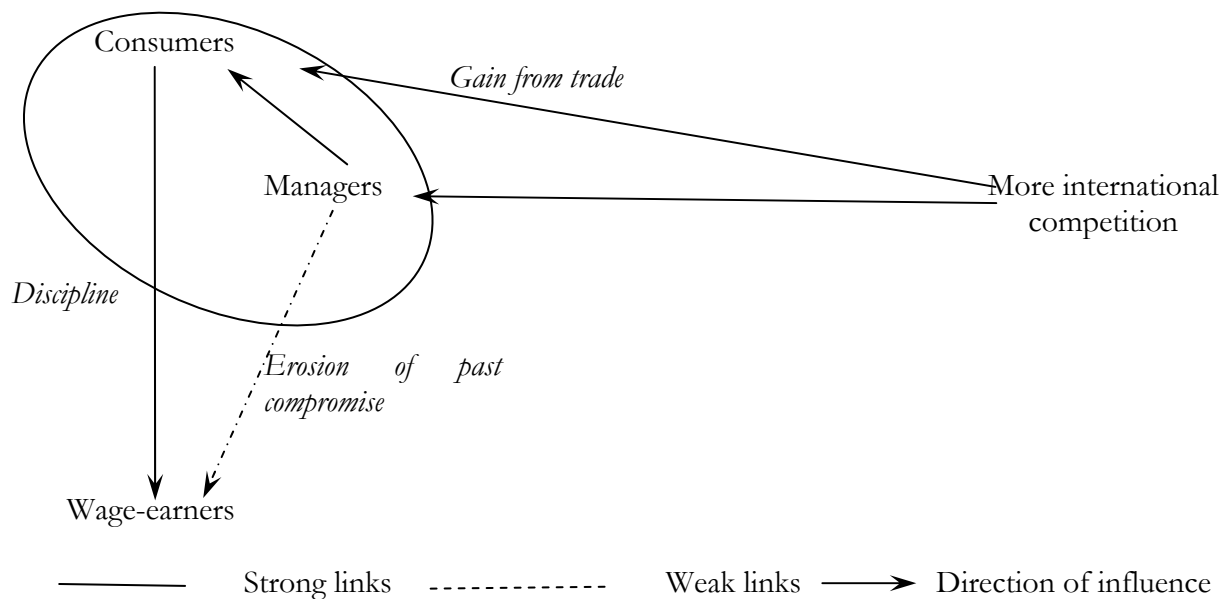 Consumers
Gain from trade
Managers
More international
competition
Discipline
Erosion of past
compromise
Wage-earners
Strong links Weak links Direction of influence